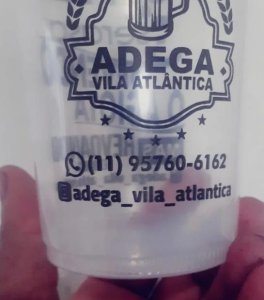 ADEGA
VILA ATLÂNTICA
(11) 95760-6162
adega_vila_atlantica